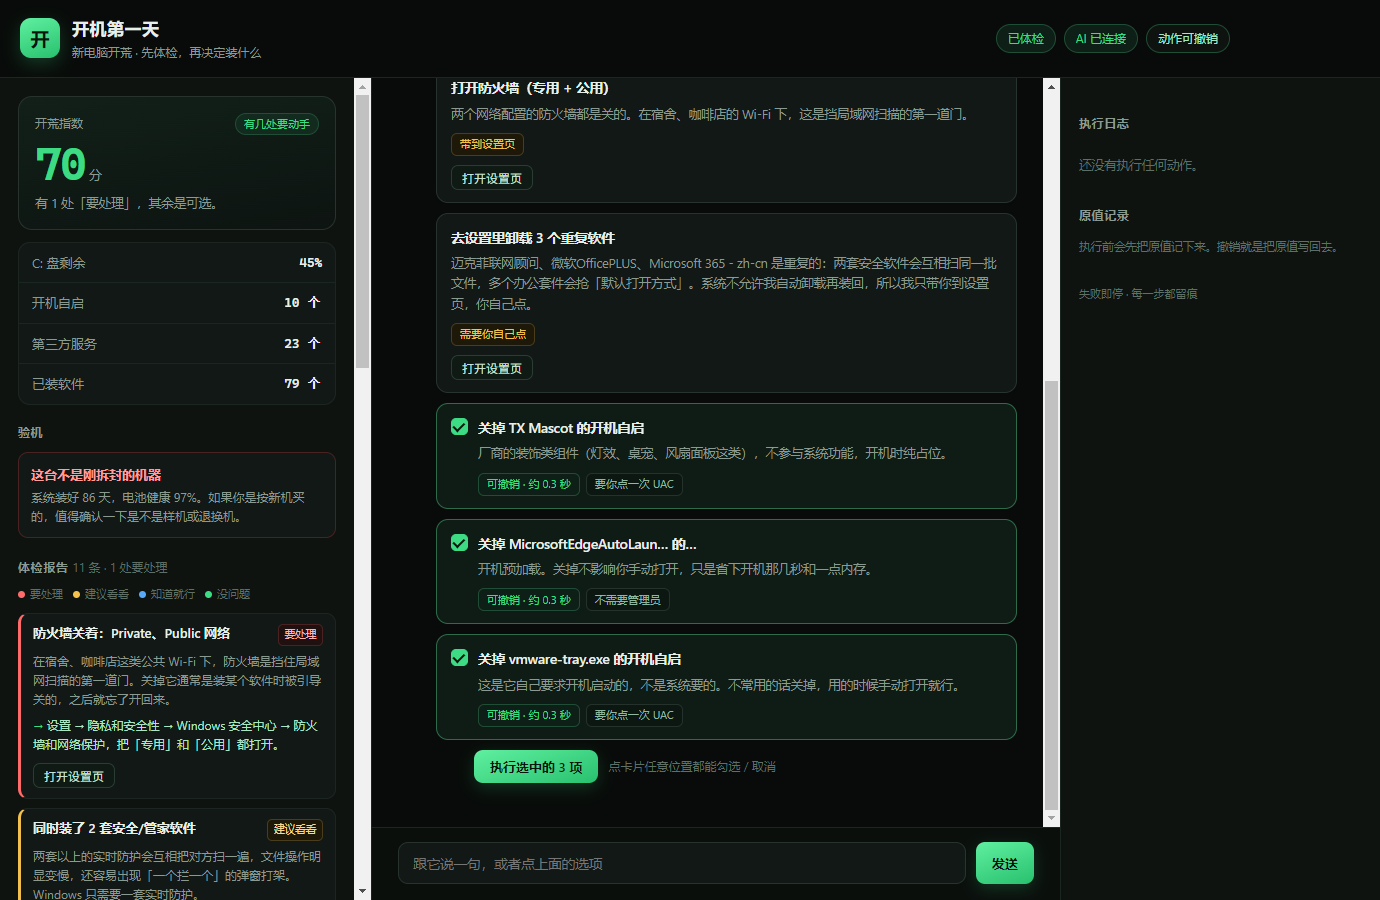 开
开机第一天
新电脑开荒 · 先体检，再决定装什么
已体检
AI 已连接
动作可撤销
开荒指数
有几处要动手
70 分
有 1 处「要处理」，其余是可选。
C: 盘剩余
45%
开机自启
10 个
第三方服务
23 个
已装软件
79 个
验机
这台不是刚拆封的机器
系统装好 86 天，电池健康 97%。如果你是按新机买
的，值得确认一下是不是样机或退换机。
体检报告 11 条 · 1 处要处理
要处理
建议看看
知道就行
没问题
防火墙关着：Private、Public 网络
要处理
在宿舍、咖啡店这类公共 Wi-Fi 下，防火墙是挡住局域
网扫描的第一道门。关掉它通常是装某个软件时被引导
关的，之后就忘了开回来。
→ 设置 → 隐私和安全性 → Windows 安全中心 → 防火
墙和网络保护，把「专用」和「公用」都打开。
打开设置页
同时装了 2 套安全/管家软件
建议看看
两套以上的实时防护会互相把对方扫一遍，文件操作明
显变慢，还容易出现「一个拦一个」的弹窗打架。
Windows 只需要一套实时防护。
打开防火墙（专用 + 公用）
两个网络配置的防火墙都是关的。在宿舍、咖啡店的 Wi-Fi 下，这是挡局域网扫描的第一道门。
带到设置页
打开设置页
去设置里卸载 3 个重复软件
迈克菲联网顾问、微软OfficePLUS、Microsoft 365 - zh-cn 是重复的：两套安全软件会互相扫同一批
文件，多个办公套件会抢「默认打开方式」。系统不允许我自动卸载再装回，所以我只带你到设置
页，你自己点。
需要你自己点
打开设置页
关掉 TX Mascot 的开机自启
厂商的装饰类组件（灯效、桌宠、风扇面板这类），不参与系统功能，开机时纯占位。
可撤销 · 约 0.3 秒
要你点一次 UAC
关掉 MicrosoftEdgeAutoLaun... 的...
开机预加载。关掉不影响你手动打开，只是省下开机那几秒和一点内存。
可撤销 · 约 0.3 秒
不需要管理员
关掉 vmware-tray.exe 的开机自启
这是它自己要求开机启动的，不是系统要的。不常用的话关掉，用的时候手动打开就行。
可撤销 · 约 0.3 秒
要你点一次 UAC
执行选中的 3 项
点卡片任意位置都能勾选 / 取消
跟它说一句，或者点上面的选项
发送
执行日志
还没有执行任何动作。
原值记录
执行前会先把原值记下来。撤销就是把原值写回去。
失败即停 · 每一步都留痕